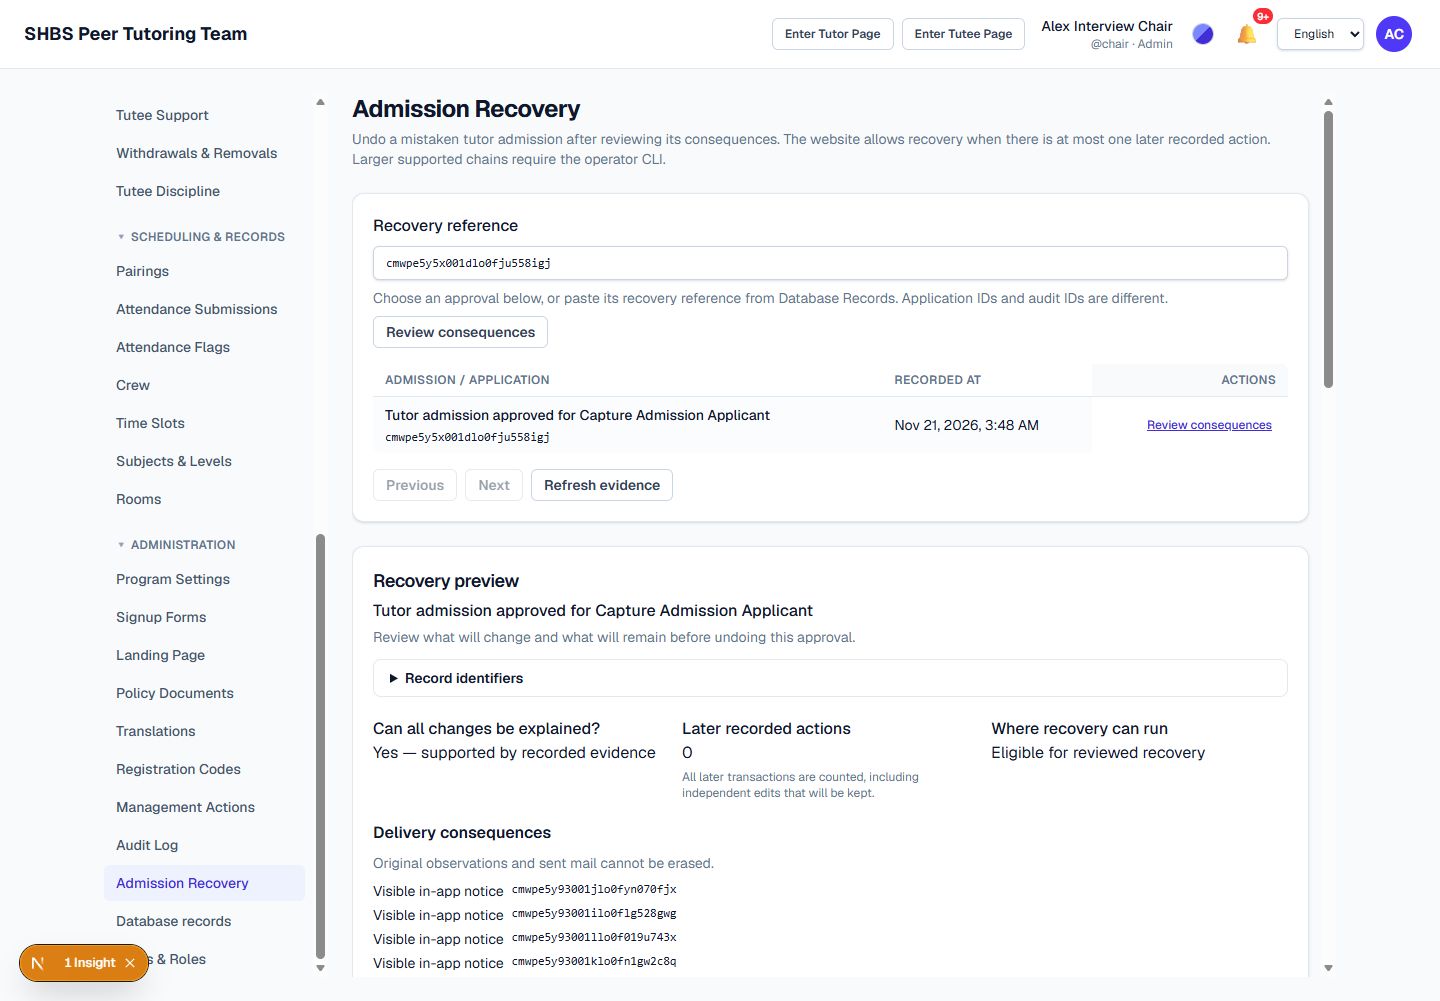 SHBS Peer Tutoring Team
Enter Tutor Page
Enter Tutee Page
Alex Interview Chair
@chair · Admin
9+
English
AC
Tutee Support
Withdrawals & Removals
Tutee Discipline
SCHEDULING & RECORDS
Pairings
Attendance Submissions
Attendance Flags
Crew
Time Slots
Subjects & Levels
Rooms
ADMINISTRATION
Program Settings
Signup Forms
Landing Page
Policy Documents
Translations
Registration Codes
Management Actions
Audit Log
Admission Recovery
Database records
& Roles
1 Insight
Admission Recovery
Undo a mistaken tutor admission after reviewing its consequences. The website allows recovery when there is at most one later recorded action.
Larger supported chains require the operator CLI.
Recovery reference
cmwpe5y5x001dlo0fju558igj
Choose an approval below, or paste its recovery reference from Database Records. Application IDs and audit IDs are different.
Review consequences
ADMISSION / APPLICATION
RECORDED AT
ACTIONS
Tutor admission approved for Capture Admission Applicant
cmwpe5y5x001dlo0fju558igj
Nov 21, 2026, 3:48 AM
Review consequences
Previous
Next
Refresh evidence
Recovery preview
Tutor admission approved for Capture Admission Applicant
Review what will change and what will remain before undoing this approval.
Record identifiers
Can all changes be explained?
Yes — supported by recorded evidence
Later recorded actions
0
All later transactions are counted, including
independent edits that will be kept.
Where recovery can run
Eligible for reviewed recovery
Delivery consequences
Original observations and sent mail cannot be erased.
Visible in-app notice cmwpe5y93001jlo0fyn070fjx
Visible in-app notice cmwpe5y93001ilo0flg528gwg
Visible in-app notice cmwpe5y93001llo0f019u743x
Visible in-app notice cmwpe5y93001klo0fn1gw2c8q